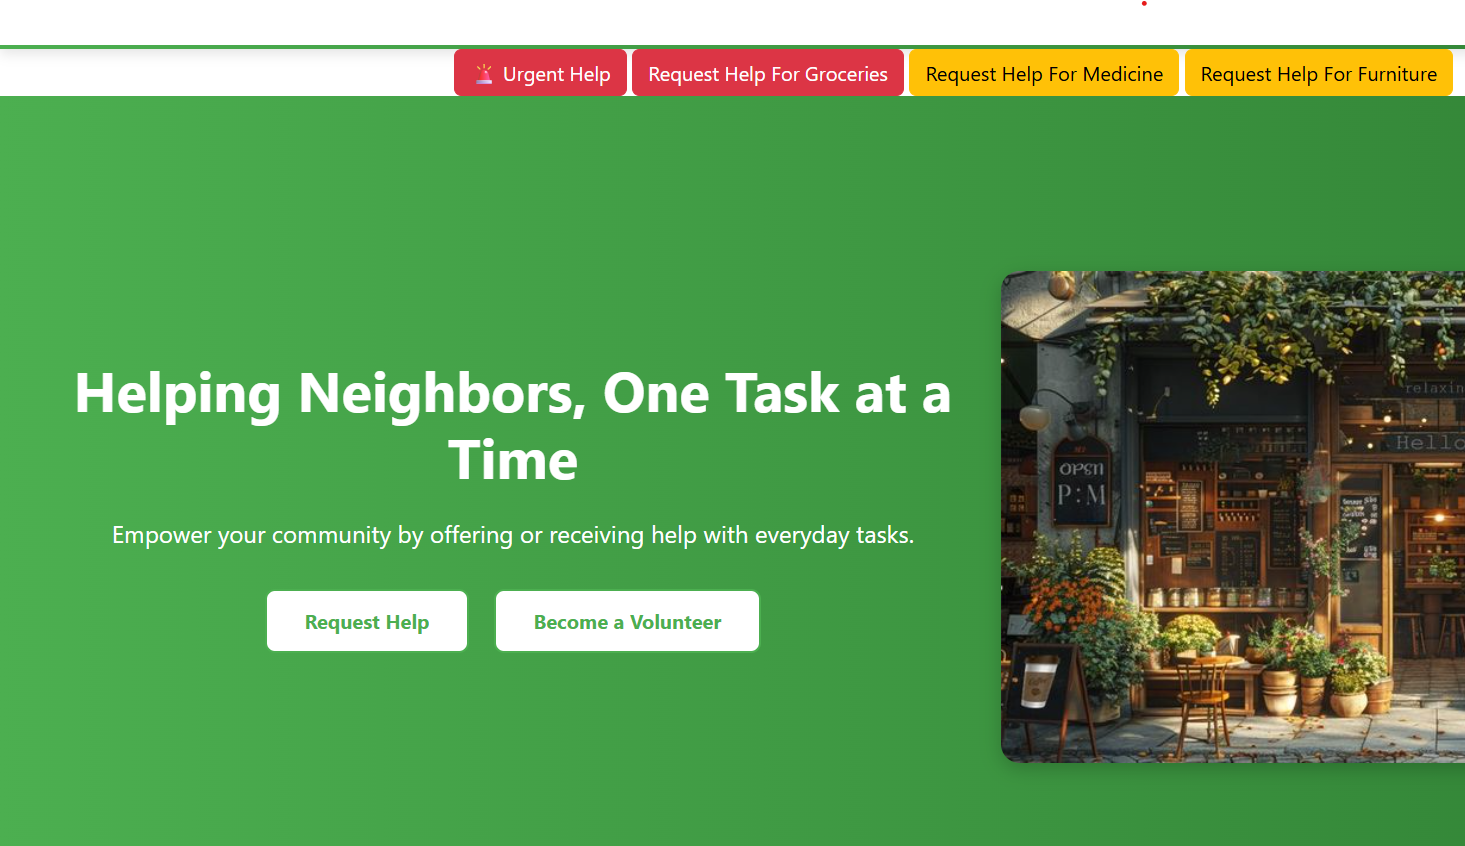 Urgent Help
Request Help For Groceries
Request Help For Medicine
Request Help For Furniture
Helping Neighbors, One Task at a
Time
Empower your community by offering or receiving help with everyday tasks.
Request Help
Become a Volunteer
relaxin
Hello
OPEN
P:M